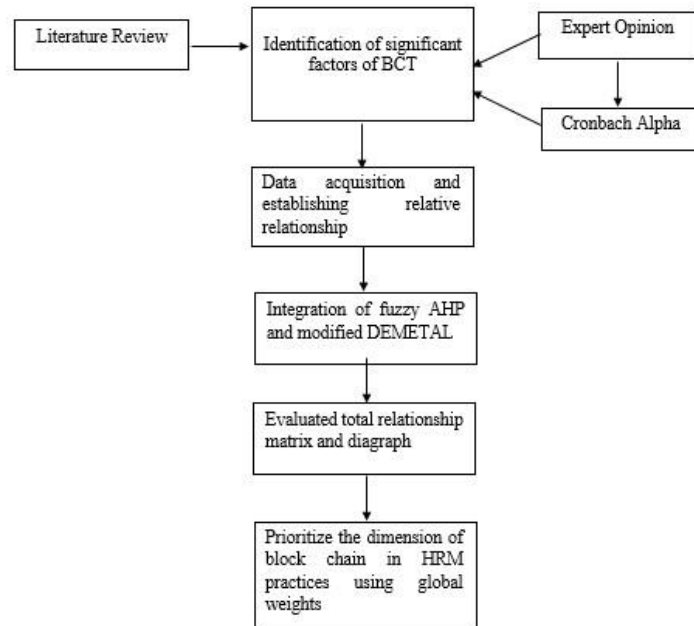 Literature Review
Identification of significant
factors of BCT
Expert Opinion
Cronbach Alpha
Data acquisition and
establishing relative
relationship
Integration of fuzzy AHP
and modified DEMETAL
Evaluated total relationship
matrix and diagraph
Prioritize the dimension of
block chain in HRM
practices using global
weights